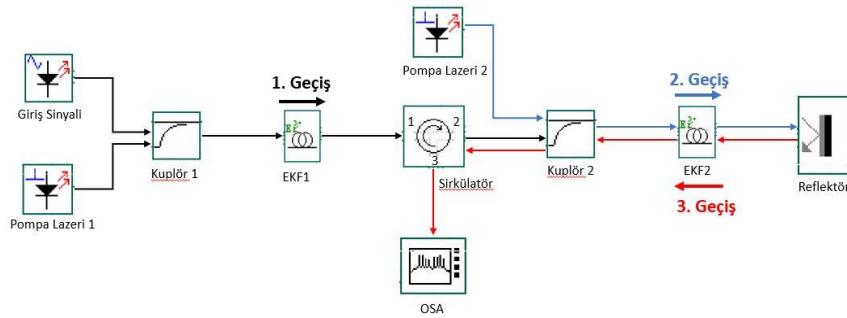 Pompa Lazeri 2
1. Geçiş
2. Geçiş
Giriş Sinyali
1
2
3
Kuplör 1
EKF1
Sirkülatör
Kuplör 2
EKF2
Reflektör
3. Geçiş
Pompa Lazeri 1
OSA